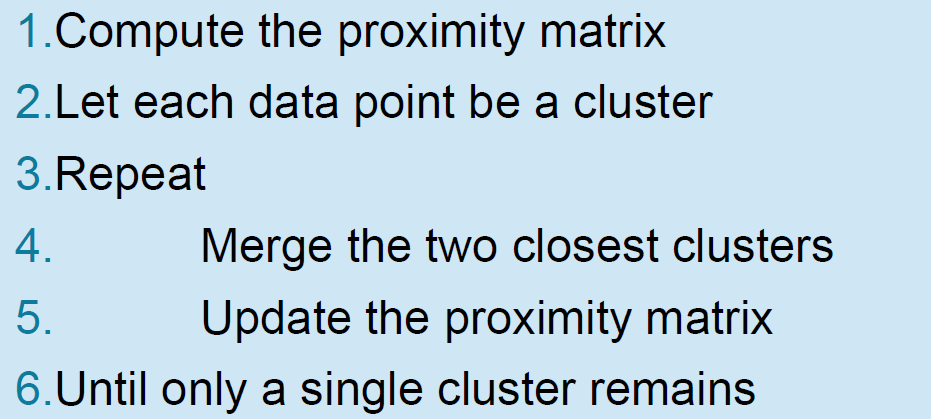 1.Compute the proximity matrix
2.Let each data point be a cluster
3.Repeat
4. Merge the two closest clusters
5. Update the proximity matrix
6.Until only a single cluster remains